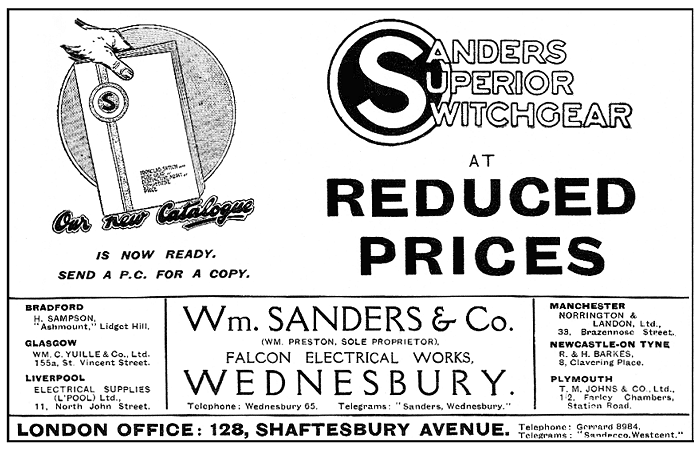 S
Our new Catalogue
IS NOW READY.
SEND A P.C. FOR A COPY.
SANDERS
SUPERIOR
SWITCHGEAR
AT
REDUCED
PRICES
BRADFORD
H. SAMPSON,
"Ashmount," Lidget Hill.
GLASGOW
WM. C. YUILLE & Co., Ltd.
155a, St. Vincent Street.
LIVERPOOL
ELECTRICAL SUPPLIES
(L'POOL) Ltd.,
11, North John Street.
Wm. SANDERS & Co.
(WM. PRESTON, SOLE PROPRIETOR),
FALCON ELECTRICAL WORKS,
WEDNESBURY.
Telephone: Wednesbury 65. Telegrams: "Sanders, Wednesbury."
MANCHESTER
NORRINGTON &
LANDON, Ltd.,
33, Brazennose Street.
NEWCASTLE-ON TYNE
R. & H. BARKES,
8, Clavering Place.
PLYMOUTH
T. M. JOHNS & CO., Ltd.,
1-2, Farley Chambers,
Station Road.
LONDON OFFICE: 128, SHAFTESBURY AVENUE.
Telephone: Gerrard 8984.
Telegrams: "Sanderco, Westcent."